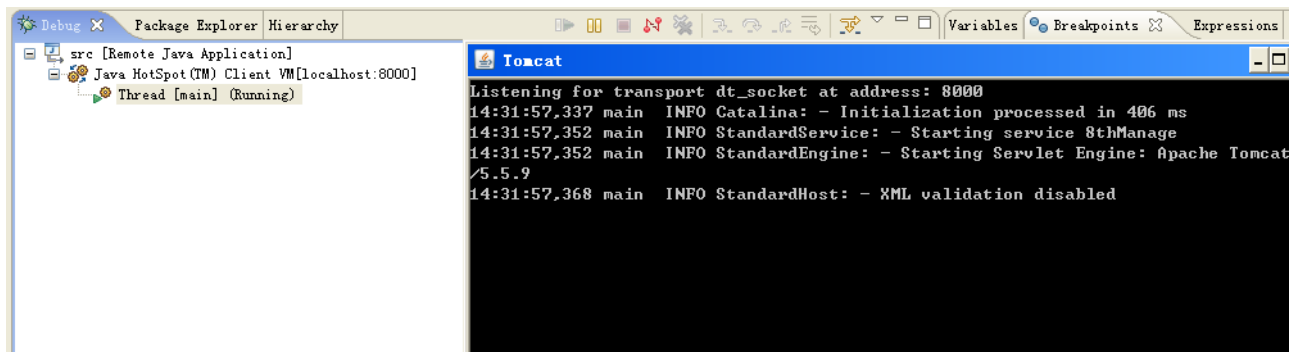 Debug Package Explorer Hierarchy Variables Breakpoints Expressions
src [Remote Java Application]
Java HotSpot(TM) Client VM[localhost:8000]
Thread [main] (Running)
Tomcat
Listening for transport dt_socket at address: 8000
14:31:57,337 main  INFO Catalina: - Initialization processed in 406 ms
14:31:57,352 main  INFO StandardService: - Starting service 8thManage
14:31:57,352 main  INFO StandardEngine: - Starting Servlet Engine: Apache Tomcat
/5.5.9
14:31:57,368 main  INFO StandardHost: - XML validation disabled